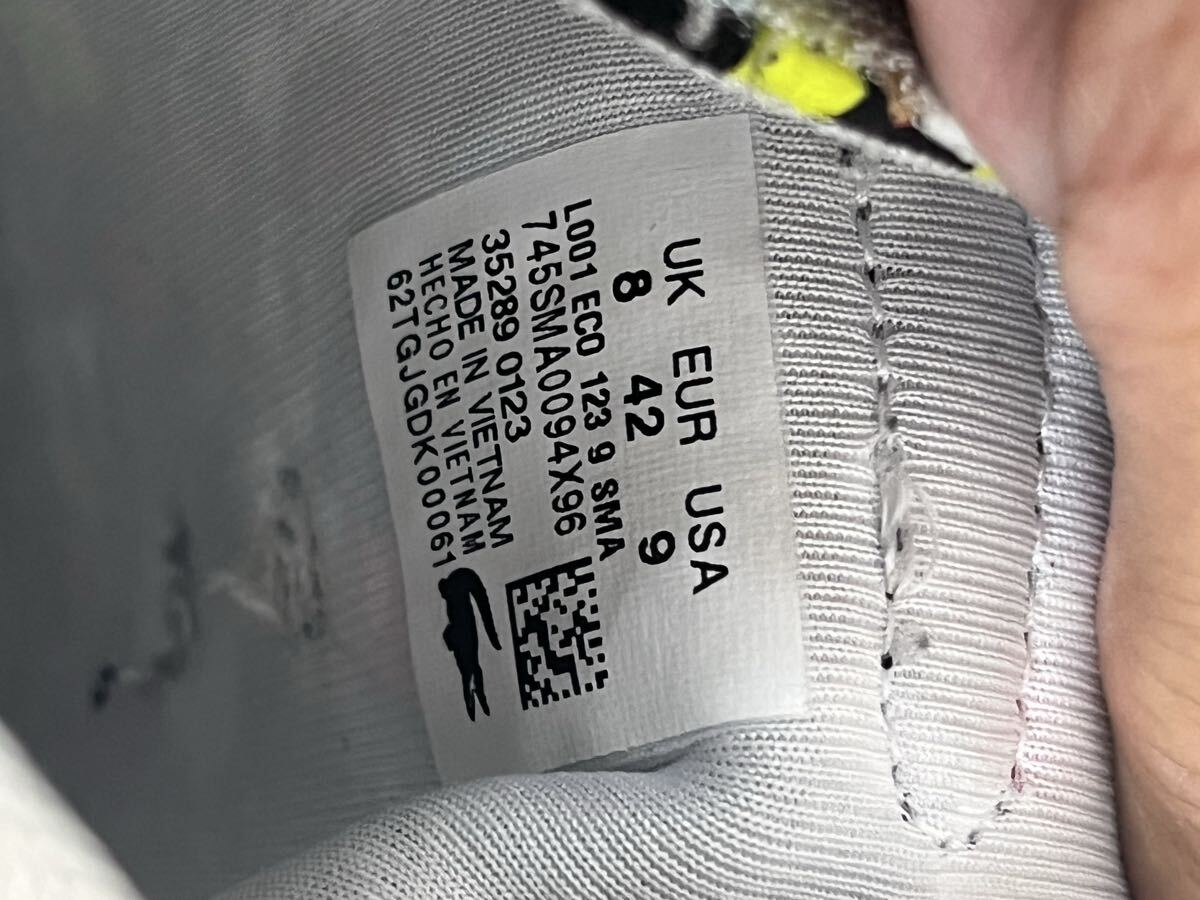 UK EUR USA
8 42 9
L001 ECO 123 9 SMA
745SMA0094X96
35289 0123
MADE IN VIETNAM
HECHO EN VIETNAM
62TGJGDK00061